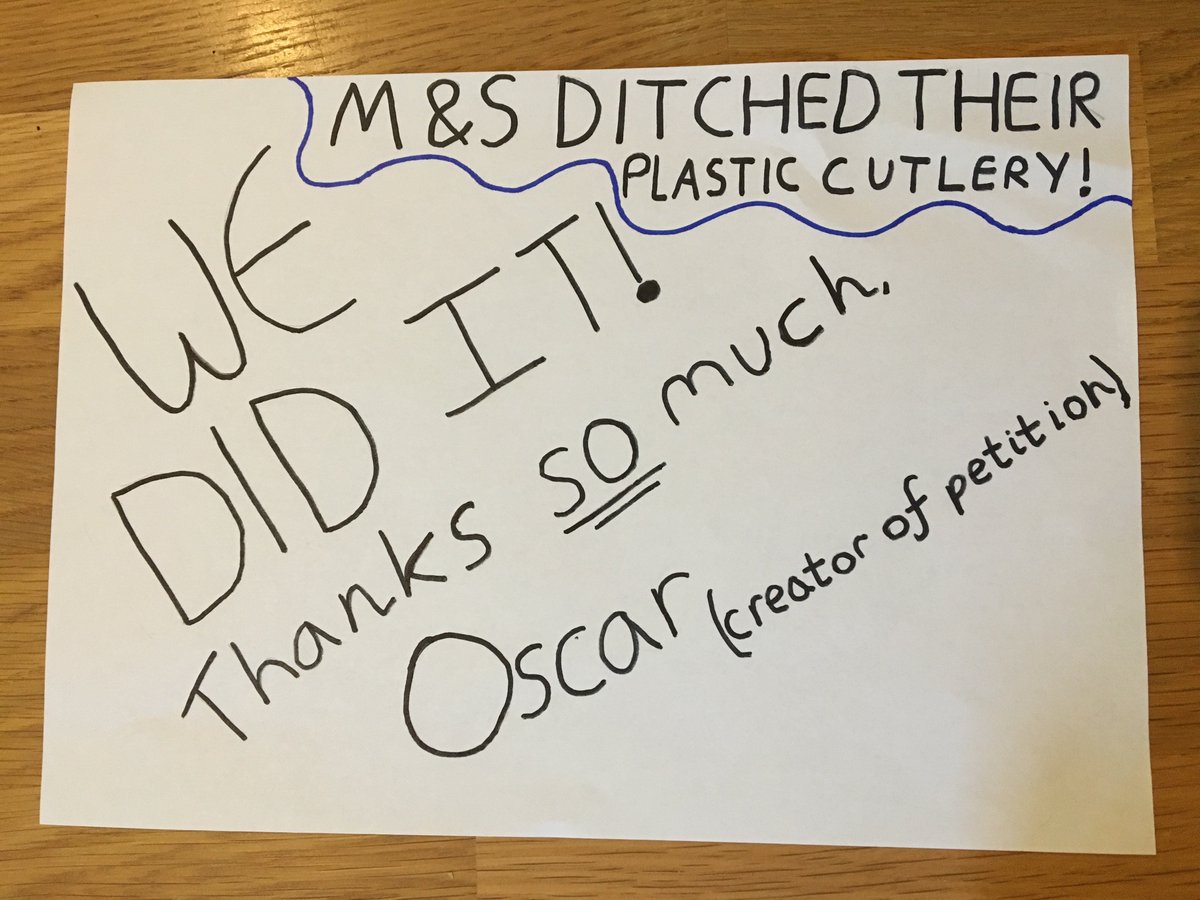 M&S DITCHED THEIR
PLASTIC CUTLERY!
WE
DID IT!
Thanks SO much.
Oscar (creator of petition)